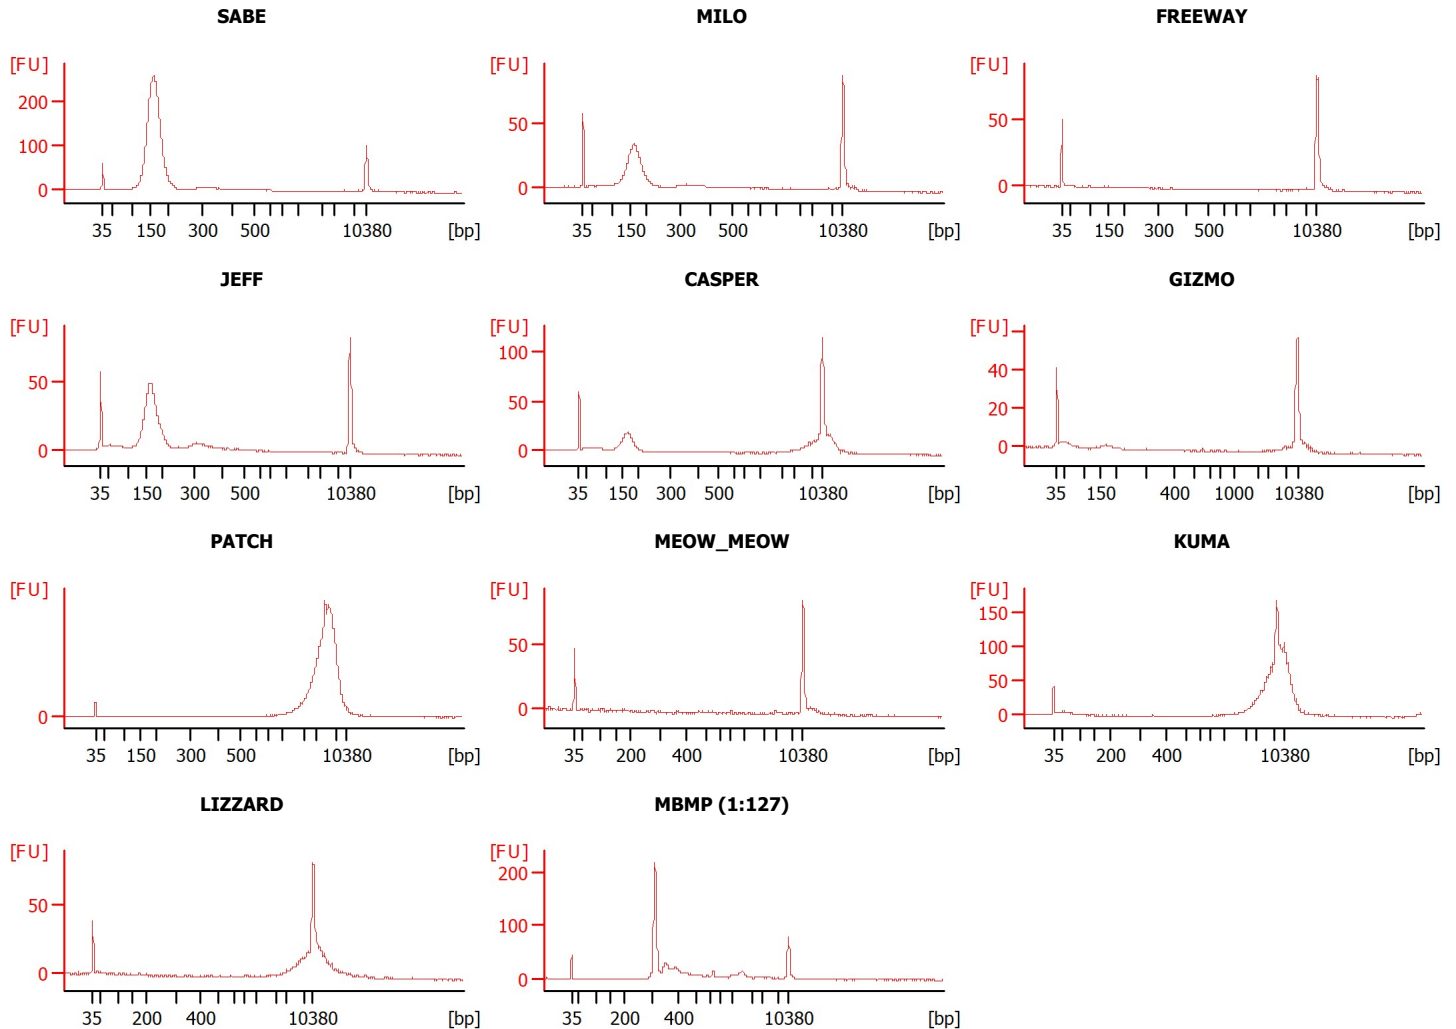 SABE MILO FREEWAY
[FU] [FU] [FU]
200
100
0
50
0
50
0
35 150 300 500 10380 [bp]
35 150 300 500 10380 [bp]
35 150 300 500 10380 [bp]
JEFF CASPER GIZMO
[FU] [FU] [FU]
50
0
100
50
0
40
20
0
35 150 300 500 10380 [bp]
35 150 300 500 10380 [bp]
35 150 400 1000 10380 [bp]
PATCH MEOW_MEOW KUMA
[FU] [FU] [FU]
0
50
0
150
100
50
0
35 150 300 500 10380 [bp]
35 200 400 10380 [bp]
35 200 400 10380 [bp]
LIZZARD MBMP (1:127)
[FU] [FU]
50
0
200
100
0
35 200 400 10380 [bp]
35 200 400 10380 [bp]